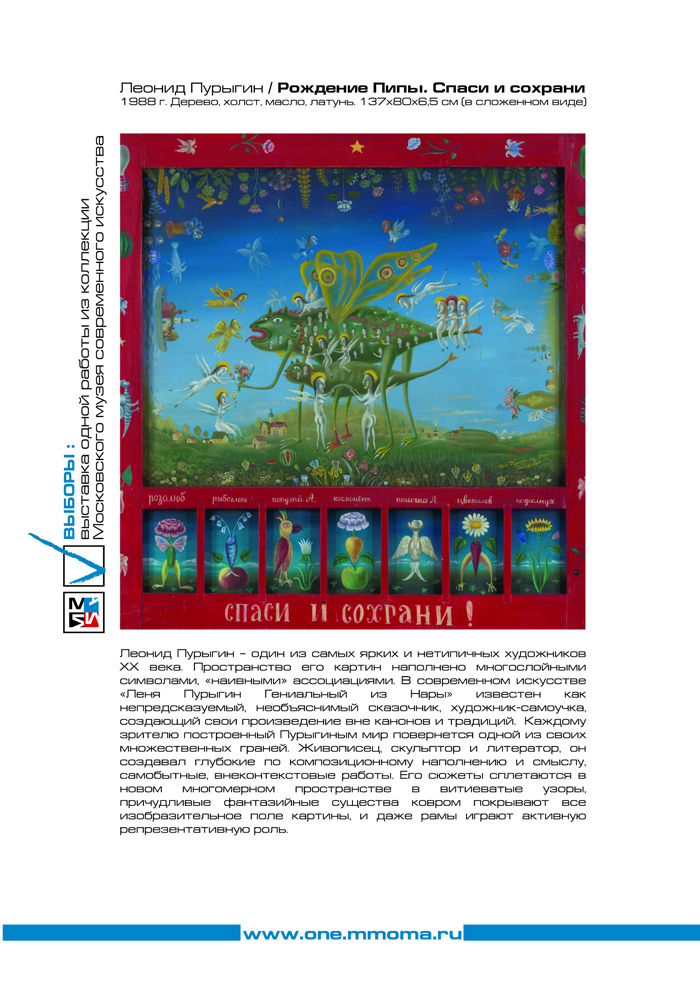 Леонид Пурыгин / Рождение Пипы. Спаси и сохрани
1988 г. Дерево, холст, масло, латунь. 137х80х6,5 см (в сложенном виде)
ВЫБОРЫ :
выставка одной работы из коллекции
Московского музея современного искусства
розалюб
попугай А.
космоцвет
птичка Л.
цветолов
подсолнух
СПАСИ И СОХРАНИ!
Леонид Пурыгин – один из самых ярких и нетипичных художников
XX века. Пространство его картин наполнено многослойными
символами, «наивными» ассоциациями. В современном искусстве
«Леня Пурыгин Гениальный из Нары» известен как
непредсказуемый, необъяснимый сказочник, художник-самоучка,
создающий свои произведение вне канонов и традиций. Каждому
зрителю построенный Пурыгиным мир повернется одной из своих
множественных граней. Живописец, скульптор и литератор, он
создавал глубокие по композиционному наполнению и смыслу,
самобытные, внеконтекстовые работы. Его сюжеты сплетаются в
новом многомерном пространстве в витиеватые узоры,
причудливые фантазийные существа ковром покрывают все
изобразительное поле картины, и даже рамы играют активную
репрезентативную роль.
www.one.mmoma.ru